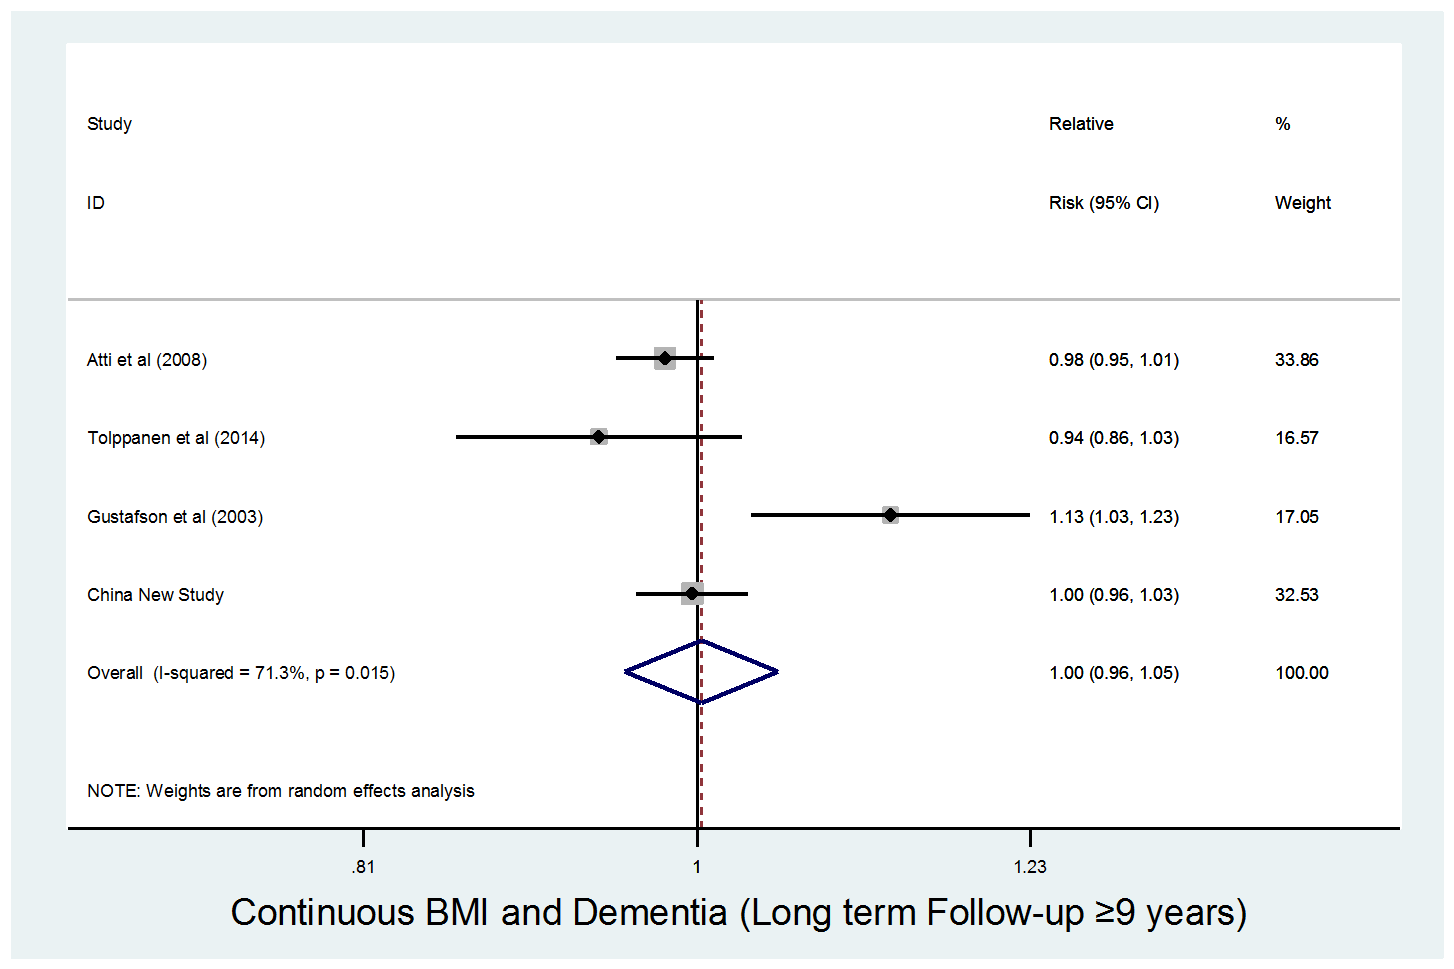 Study Relative %
ID Risk (95% CI) Weight
Atti et al (2008) 0.98 (0.95, 1.01) 33.86
Tolppanen et al (2014) 0.94 (0.86, 1.03) 16.57
Gustafson et al (2003) 1.13 (1.03, 1.23) 17.05
China New Study 1.00 (0.96, 1.03) 32.53
Overall (I-squared = 71.3%, p = 0.015) 1.00 (0.96, 1.05) 100.00
NOTE: Weights are from random effects analysis
.81 1 1.23
Continuous BMI and Dementia (Long term Follow-up ≥9 years)